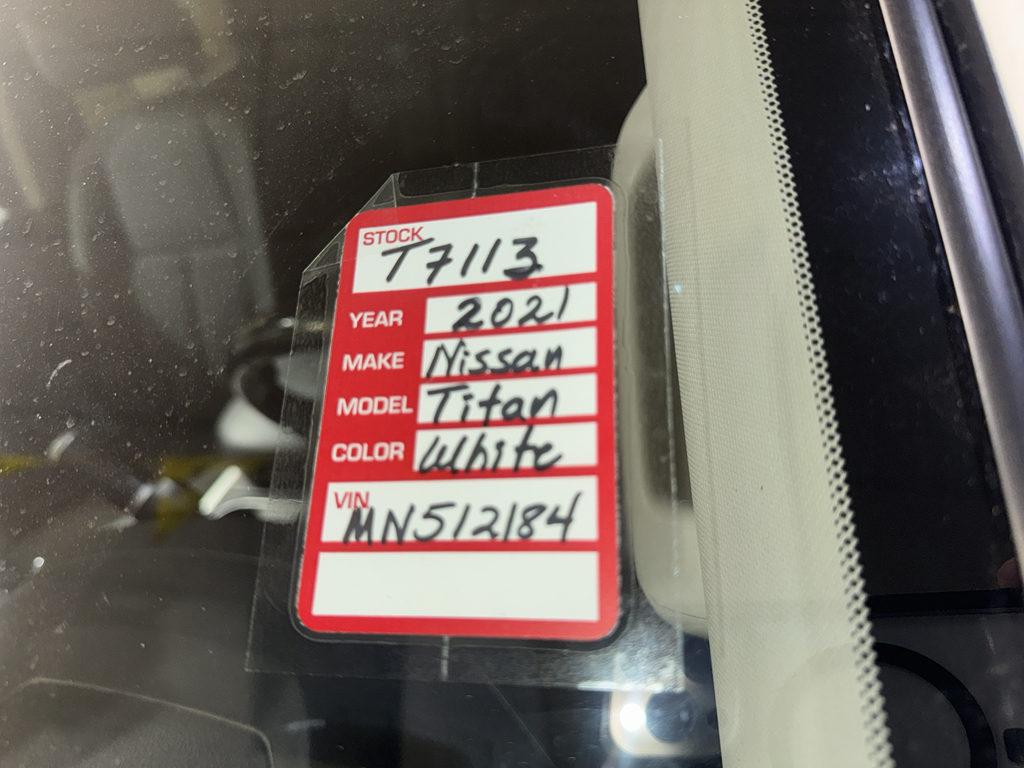 STOCK
T7113
YEAR 2021
MAKE Nissan
MODEL Titan
COLOR White
VIN
MN512184